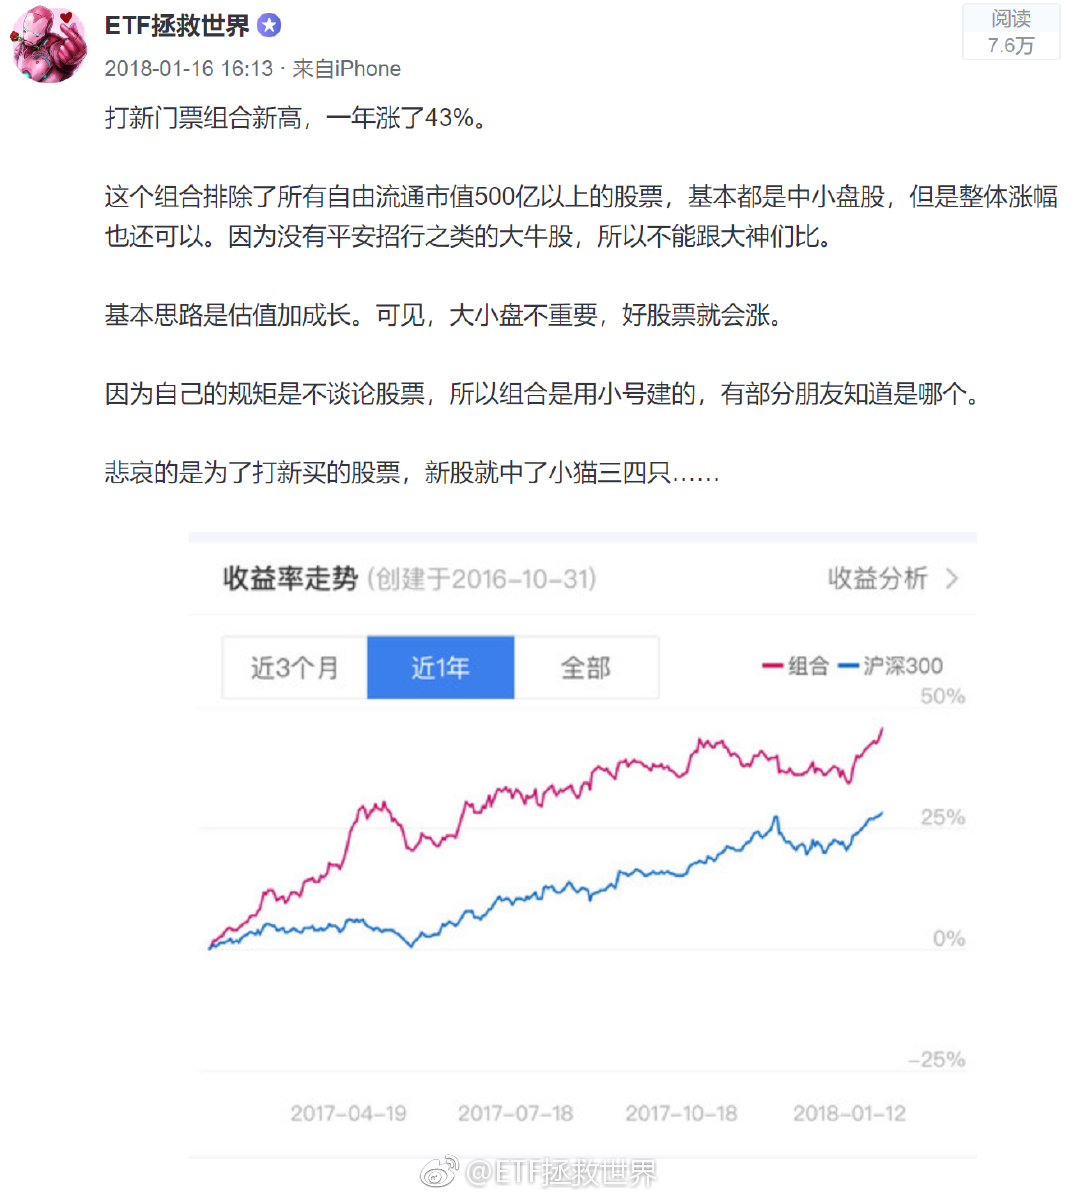 ETF拯救世界
阅读
7.6万
2018-01-16 16:13 · 来自iPhone
打新门票组合新高，一年涨了43%。
这个组合排除了所有自由流通市值500亿以上的股票，基本都是中小盘股，但是整体涨幅
也还可以。因为没有平安招行之类的大牛股，所以不能跟大神们比。
基本思路是估值加成长。可见，大小盘不重要，好股票就会涨。
因为自己的规矩是不谈论股票，所以组合是用小号建的，有部分朋友知道是哪个。
悲哀的是为了打新买的股票，新股就中了小猫三四只……
收益率走势 (创建于2016-10-31) 收益分析 >
近3个月 近1年 全部 组合 沪深300
50%
25%
0%
-25%
2017-04-19 2017-07-18 2017-10-18 2018-01-12
@ETF拯救世界